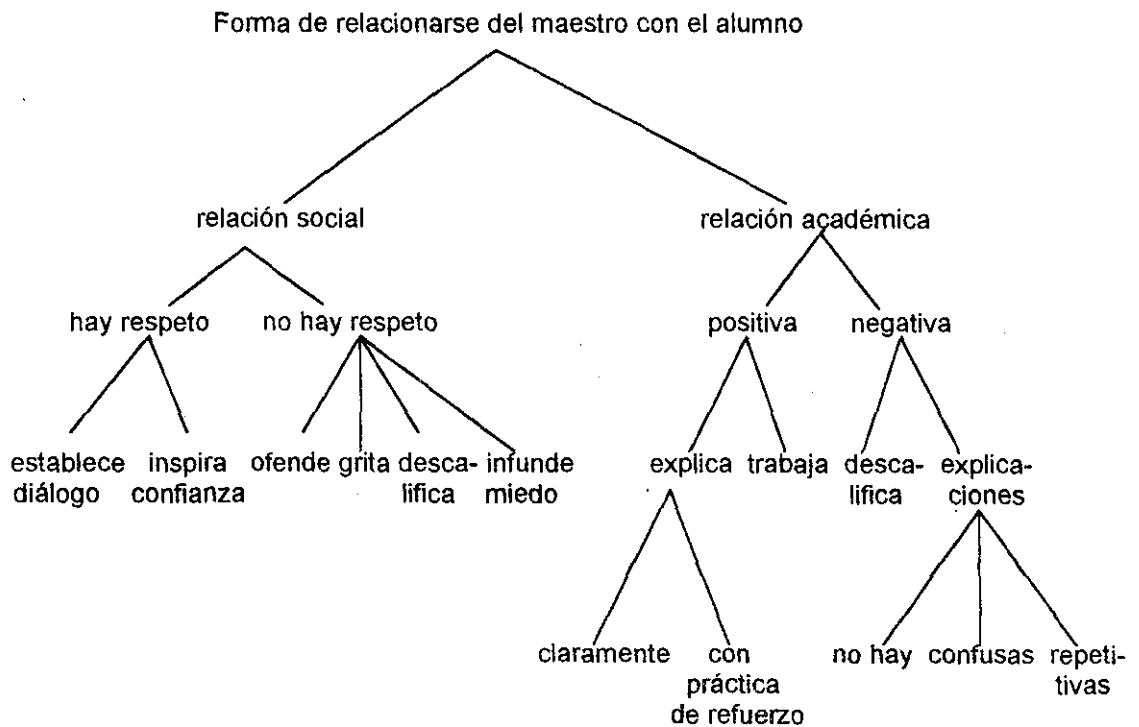 Forma de relacionarse del maestro con el alumno
relación social
relación académica
hay respeto
no hay respeto
positiva
negativa
establece
diálogo
inspira
confianza
ofende
grita
desca-
lifica
infunde
miedo
explica
trabaja
desca-
lifica
explica-
ciones
claramente
con
práctica
de refuerzo
no hay
confusas
repeti-
tivas